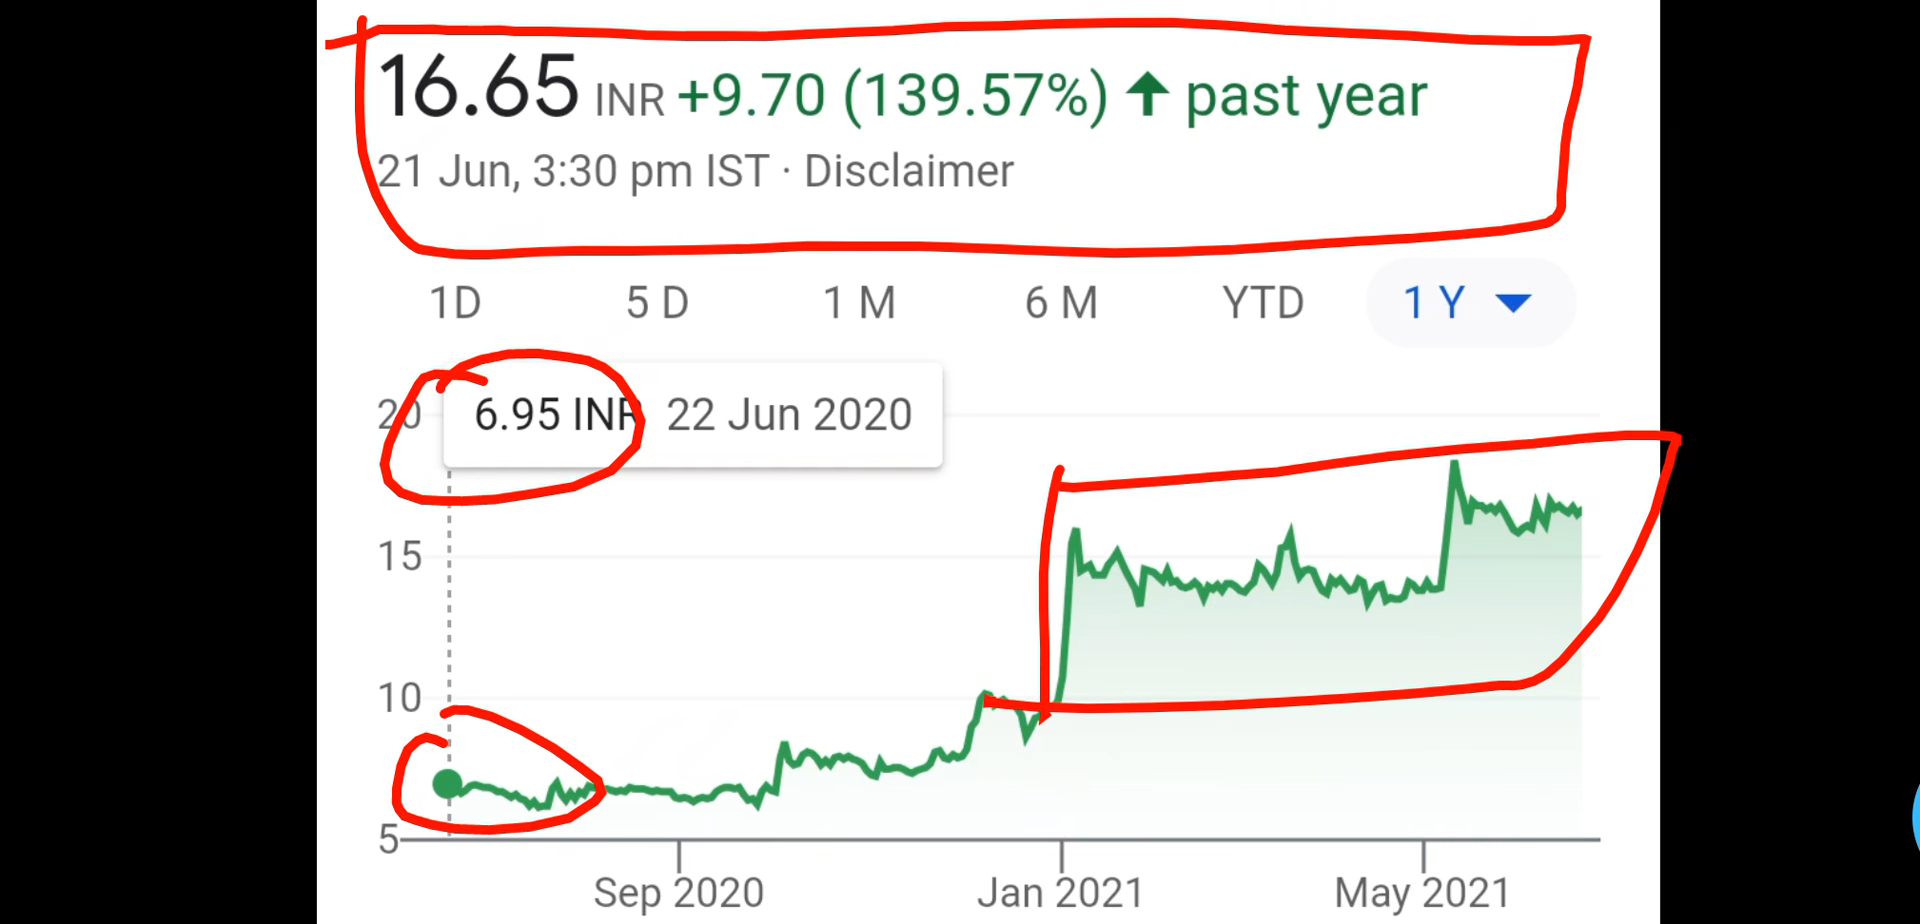 16.65 INR +9.70 (139.57%) ↑ past year
21 Jun, 3:30 pm IST · Disclaimer
1D 5 D 1 M 6 M YTD 1 Y
20
6.95 INR 22 Jun 2020
15
10
5
Sep 2020 Jan 2021 May 2021